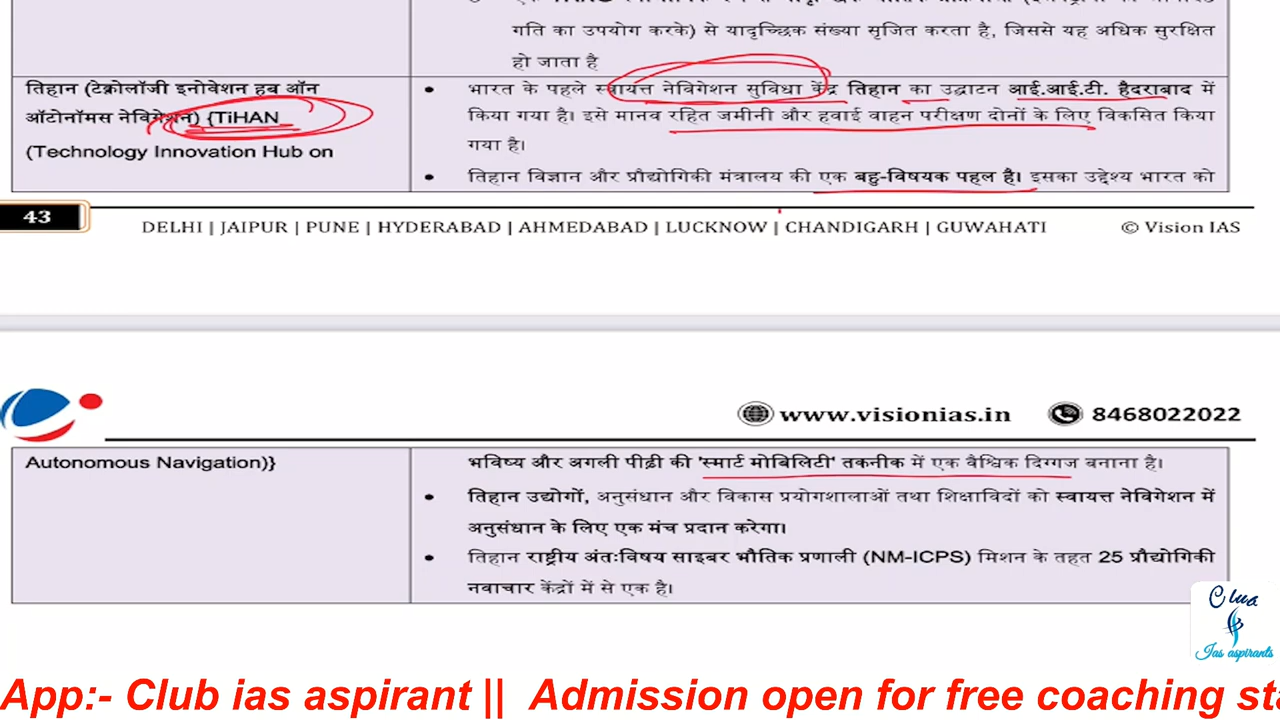 गति का उपयोग करके) से यादृच्छिक संख्या सृजित करता है, जिससे यह अधिक सुरक्षित
हो जाता है
तिहान (टेक्नोलॉजी इनोवेशन हब ऑन
ऑटोनॉमस नेविगेशन) {TiHAN
(Technology Innovation Hub on
• भारत के पहले स्वायत्त नेविगेशन सुविधा केंद्र तिहान का उद्घाटन आई.आई.टी. हैदराबाद में
किया गया है। इसे मानव रहित जमीनी और हवाई वाहन परीक्षण दोनों के लिए विकसित किया
गया है।
• तिहान विज्ञान और प्रौद्योगिकी मंत्रालय की एक बहु-विषयक पहल है। इसका उद्देश्य भारत को
43
DELHI | JAIPUR | PUNE | HYDERABAD | AHMEDABAD | LUCKNOW | CHANDIGARH | GUWAHATI
© Vision IAS
www.visionias.in
8468022022
Autonomous Navigation)}
भविष्य और अगली पीढ़ी की 'स्मार्ट मोबिलिटी' तकनीक में एक वैश्विक दिग्गज बनाना है।
• तिहान उद्योगों, अनुसंधान और विकास प्रयोगशालाओं तथा शिक्षाविदों को स्वायत्त नेविगेशन में
अनुसंधान के लिए एक मंच प्रदान करेगा।
• तिहान राष्ट्रीय अंतःविषय साइबर भौतिक प्रणाली (NM-ICPS) मिशन के तहत 25 प्रौद्योगिकी
नवाचार केंद्रों में से एक है।
Club
Ias aspirants
App:- Club ias aspirant || Admission open for free coaching sta